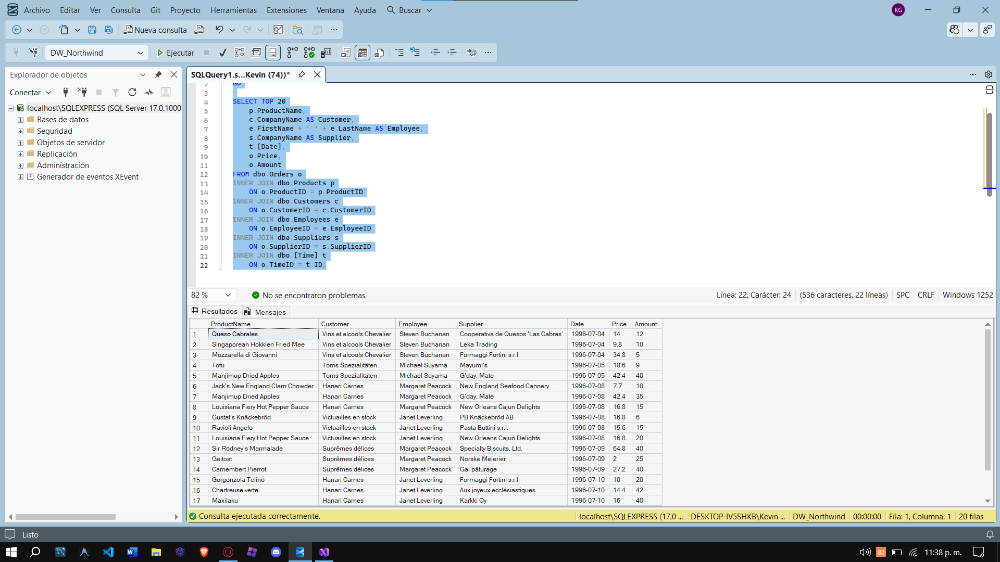 Archivo Editar Ver Consulta Git Proyecto Herramientas Extensiones Ventana Ayuda Buscar KG
Nueva consulta
DW_Northwind Ejecutar
Explorador de objetos
Conectar
localhost\SQLEXPRESS (SQL Server 17.0.1000
Bases de datos
Seguridad
Objetos de servidor
Replicación
Administración
Generador de eventos XEvent
SQLQuery1.s...Kevin (74))*
2 GO
3
4 SELECT TOP 20
5 p.ProductName,
6 c.CompanyName AS Customer,
7 e.FirstName + ' ' + e.LastName AS Employee,
8 s.CompanyName AS Supplier,
9 t.[Date],
10 o.Price,
11 o.Amount
12 FROM dbo.Orders o
13 INNER JOIN dbo.Products p
14 ON o.ProductID = p.ProductID
15 INNER JOIN dbo.Customers c
16 ON o.CustomerID = c.CustomerID
17 INNER JOIN dbo.Employees e
18 ON o.EmployeeID = e.EmployeeID
19 INNER JOIN dbo.Suppliers s
20 ON o.SupplierID = s.SupplierID
21 INNER JOIN dbo.[Time] t
22 ON o.TimeID = t.ID;
82 % No se encontraron problemas. Línea: 22, Carácter: 24 (536 caracteres, 22 líneas) SPC CRLF Windows 1252
Resultados Mensajes
ProductName Customer Employee Supplier Date Price Amount
1 Queso Cabrales Vins et alcools Chevalier Steven Buchanan Cooperativa de Quesos 'Las Cabras' 1996-07-04 14 12
2 Singaporean Hokkien Fried Mee Vins et alcools Chevalier Steven Buchanan Leka Trading 1996-07-04 9.8 10
3 Mozzarella di Giovanni Vins et alcools Chevalier Steven Buchanan Formaggi Fortini s.r.l. 1996-07-04 34.8 5
4 Tofu Toms Spezialitäten Michael Suyama Mayumi's 1996-07-05 18.6 9
5 Manjimup Dried Apples Toms Spezialitäten Michael Suyama G'day, Mate 1996-07-05 42.4 40
6 Jack's New England Clam Chowder Hanari Carnes Margaret Peacock New England Seafood Cannery 1996-07-08 7.7 10
7 Manjimup Dried Apples Hanari Carnes Margaret Peacock G'day, Mate 1996-07-08 42.4 35
8 Louisiana Fiery Hot Pepper Sauce Hanari Carnes Margaret Peacock New Orleans Cajun Delights 1996-07-08 16.8 15
9 Gustaf's Knäckebröd Victuailles en stock Janet Leverling PB Knäckebröd AB 1996-07-08 16.8 6
10 Ravioli Angelo Victuailles en stock Janet Leverling Pasta Buttini s.r.l. 1996-07-08 15.6 15
11 Louisiana Fiery Hot Pepper Sauce Victuailles en stock Janet Leverling New Orleans Cajun Delights 1996-07-08 16.8 20
12 Sir Rodney's Marmalade Suprêmes délices Margaret Peacock Specialty Biscuits, Ltd. 1996-07-09 64.8 40
13 Geitost Suprêmes délices Margaret Peacock Norske Meierier 1996-07-09 2 25
14 Camembert Pierrot Suprêmes délices Margaret Peacock Gai pâturage 1996-07-09 27.2 40
15 Gorgonzola Telino Hanari Carnes Janet Leverling Formaggi Fortini s.r.l. 1996-07-10 10 20
16 Chartreuse verte Hanari Carnes Janet Leverling Aux joyeux ecclésiastiques 1996-07-10 14.4 42
17 Maxilaku Hanari Carnes Janet Leverling Karkki Oy 1996-07-10 16 40
Consulta ejecutada correctamente. localhost\SQLEXPRESS (17.0 ... DESKTOP-IV5SHKB\Kevin ... DW_Northwind 00:00:00 Fila: 1, Columna: 1 20 filas
Listo
80 11:38 p. m.